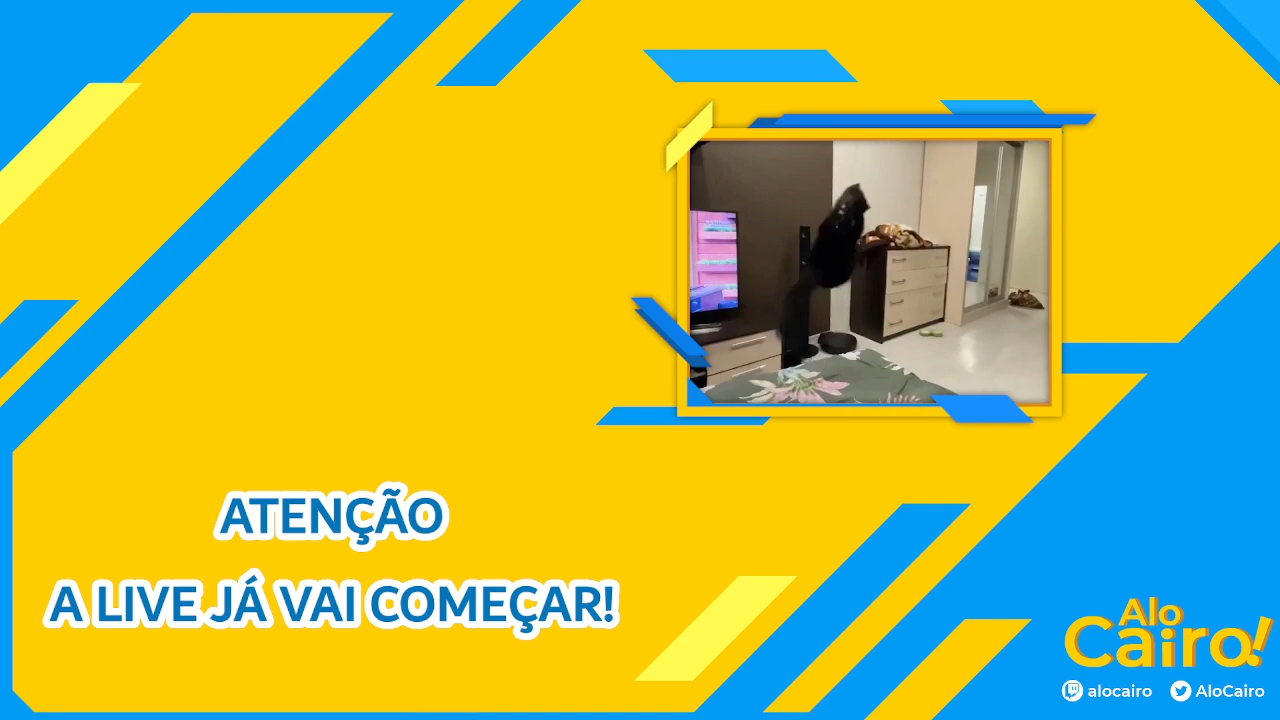 ATENÇÃO
A LIVE JÁ VAI COMEÇAR!
Alo
Cairo!
alocairo AloCairo